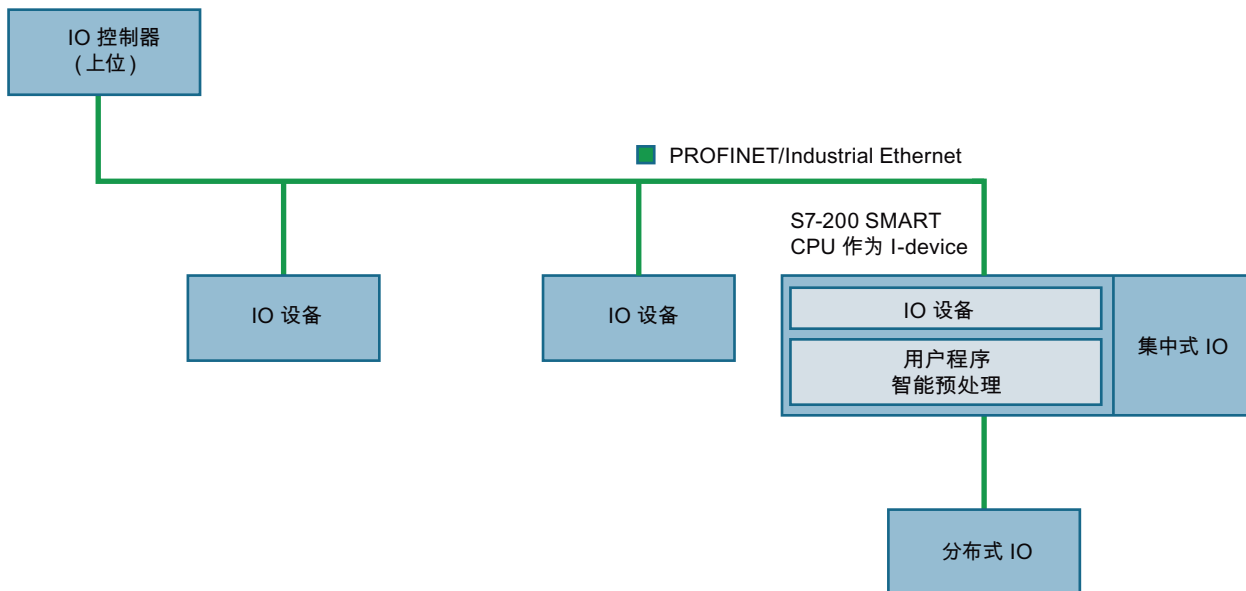 IO 控制器
(上位)
PROFINET/Industrial Ethernet
S7-200 SMART
CPU 作为 I-device
IO 设备
IO 设备
IO 设备
用户程序
智能预处理
集中式 IO
分布式 IO